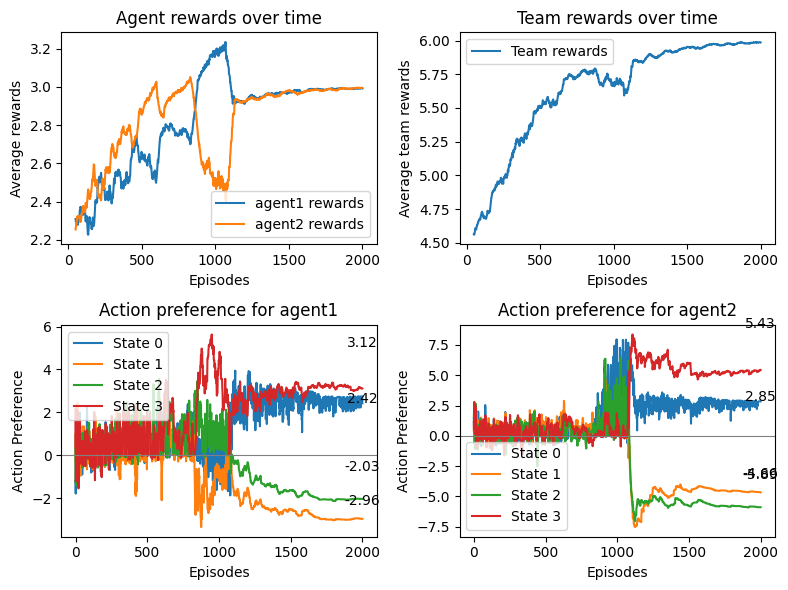 Agent rewards over time
Average rewards
3.2
3.0
2.8
2.6
2.4
2.2
agent1 rewards
agent2 rewards
0
500
1000
1500
2000
Episodes
Team rewards over time
Average team rewards
6.00
5.75
5.50
5.25
5.00
4.75
4.50
Team rewards
0
500
1000
1500
2000
Episodes
Action preference for agent1
Action Preference
6
4
2
0
−2
State 0
State 1
State 2
State 3
3.12
2.42
-2.03
-2.96
0
500
1000
1500
2000
Episodes
Action preference for agent2
Action Preference
7.5
5.0
2.5
0.0
−2.5
−5.0
−7.5
State 0
State 1
State 2
State 3
5.43
2.85
0
500
1000
1500
2000
Episodes